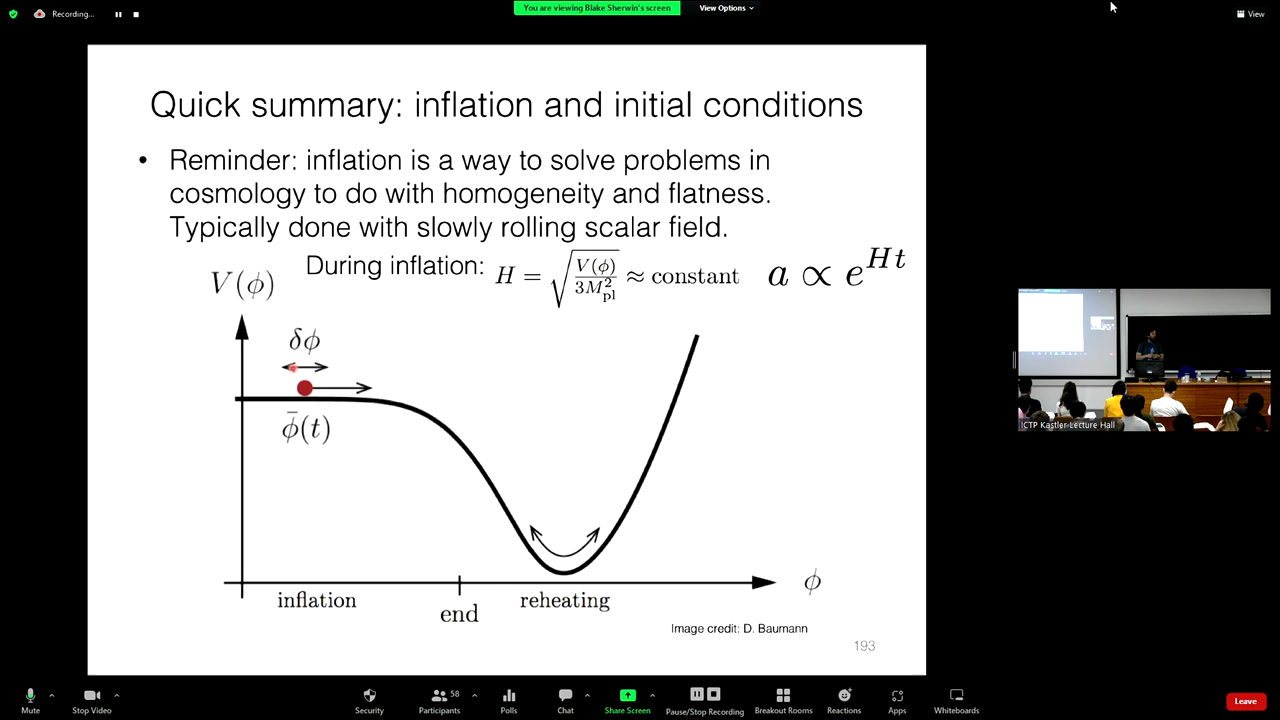 Recording...
You are viewing Blake Sherwin's screen
View Options
View
Quick summary: inflation and initial conditions
• Reminder: inflation is a way to solve problems in
cosmology to do with homogeneity and flatness.
Typically done with slowly rolling scalar field.
During inflation: H = √(V(ϕ)/3M²pl) ≈ constant a ∝ e^{Ht}
V(ϕ)
δϕ
ϕ̄(t)
ϕ
inflation
end
reheating
Image credit: D. Baumann
193
ICTP Kastler Lecture Hall
Mute
Stop Video
Security
Participants
58
Polls
Chat
Share Screen
Pause/Stop Recording
Breakout Rooms
Reactions
Apps
Whiteboards
Leave